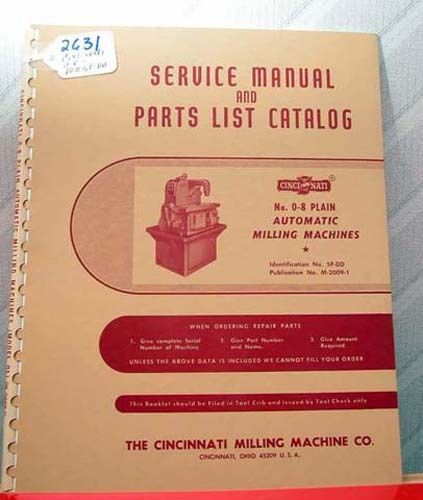 2631
SERVICE MANUAL
AND
PARTS LIST CATALOG
CINCINNATI
No. 0-8 PLAIN
AUTOMATIC
MILLING MACHINES
Identification No. 5F-DD
Publication No. M-2009-1
WHEN ORDERING REPAIR PARTS
1. Give complete Serial Number of Machine. 2. Give Part Number and Name. 3. Give Amount Required.
UNLESS THE ABOVE DATA IS INCLUDED WE CANNOT FILL YOUR ORDER
This Booklet should be Filed in Tool Crib and issued by Tool Check only
THE CINCINNATI MILLING MACHINE CO.
CINCINNATI, OHIO 45209 U. S. A.